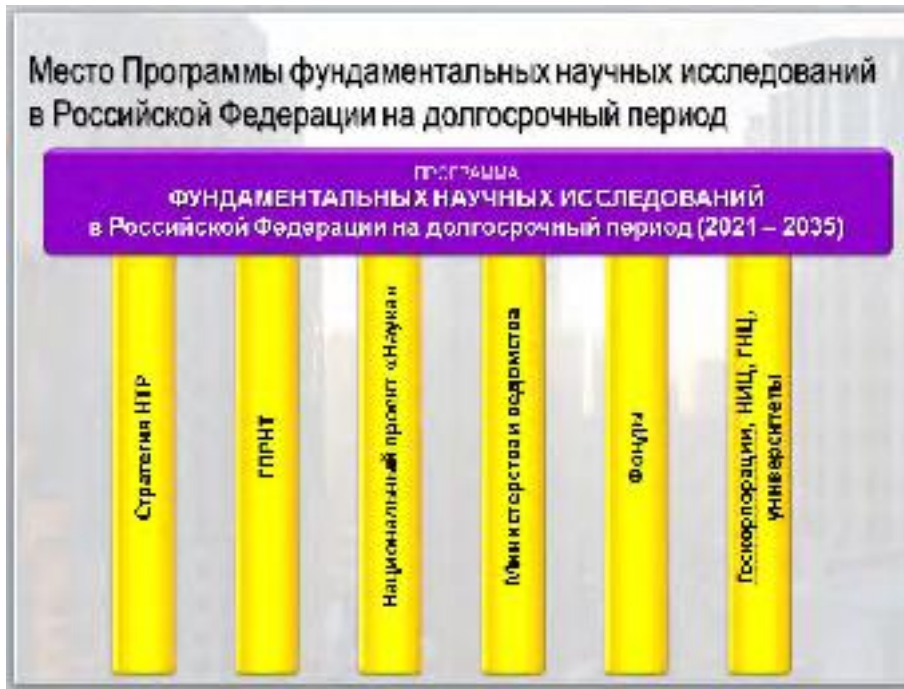 Место Программы фундаментальных научных исследований
в Российской Федерации на долгосрочный период
ПРОГРАММА
ФУНДАМЕНТАЛЬНЫХ НАУЧНЫХ ИССЛЕДОВАНИЙ
в Российской Федерации на долгосрочный период (2021 – 2035)
Стратегия НТР
ГПРНТ
Национальный проект «Наука»
Министерства и ведомства
Фонды
Госкорпорации, НИЦ, ГНЦ,
университеты